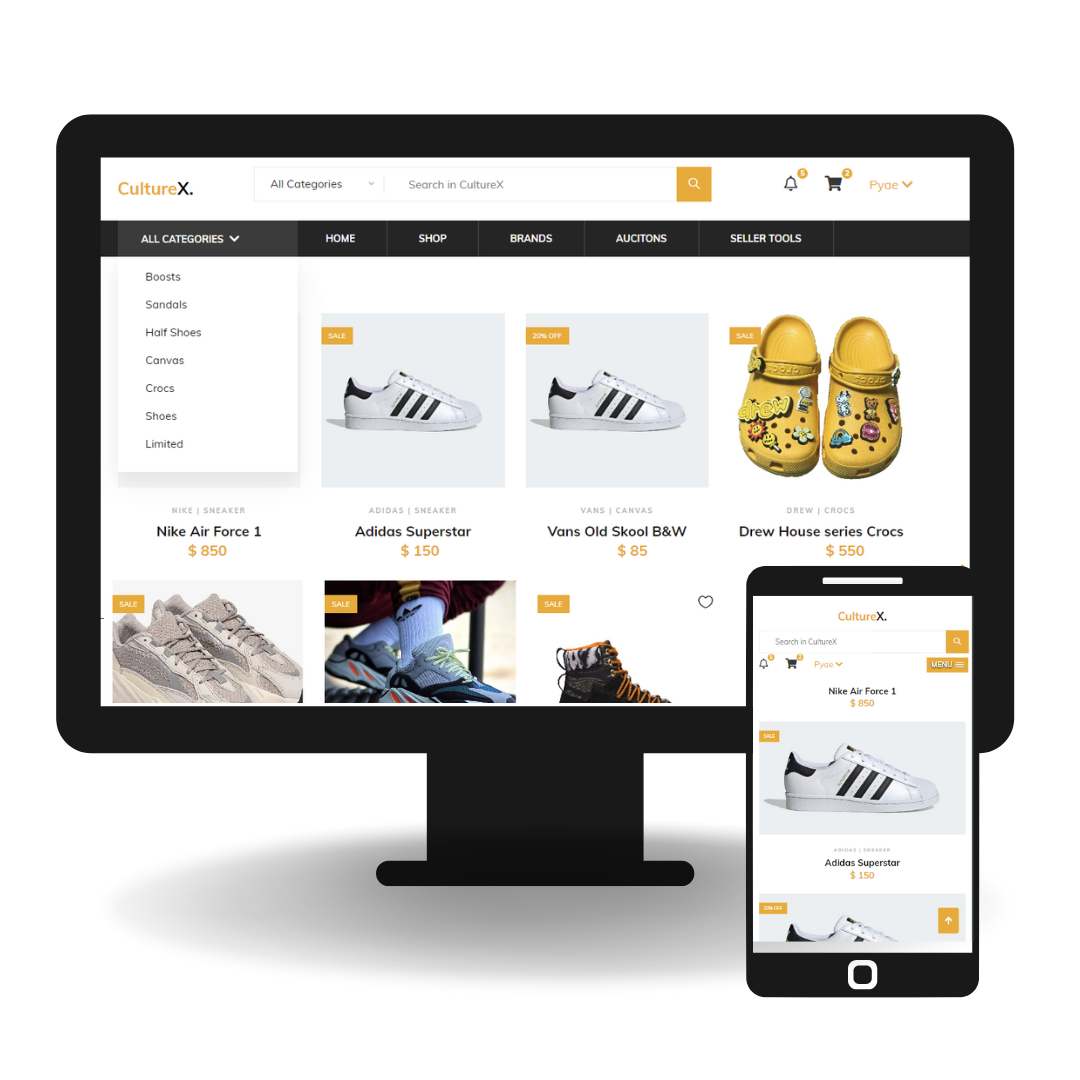 CultureX.
All Categories
Search in CultureX
5
2
Pyae
ALL CATEGORIES
HOME
SHOP
BRANDS
AUCITONS
SELLER TOOLS
Boosts
Sandals
Half Shoes
Canvas
Crocs
Shoes
Limited
SALE
20% OFF
SALE
drew
NIKE | SNEAKER
ADIDAS | SNEAKER
VANS | CANVAS
DREW | CROCS
Nike Air Force 1
Adidas Superstar
Vans Old Skool B&W
Drew House series Crocs
$ 850
$ 150
$ 85
$ 550
SALE
SALE
SALE
CultureX.
Search in CultureX
5
2
Pyae
MENU
Nike Air Force 1
$ 850
SALE
ADIDAS | SNEAKER
Adidas Superstar
$ 150
20% OFF